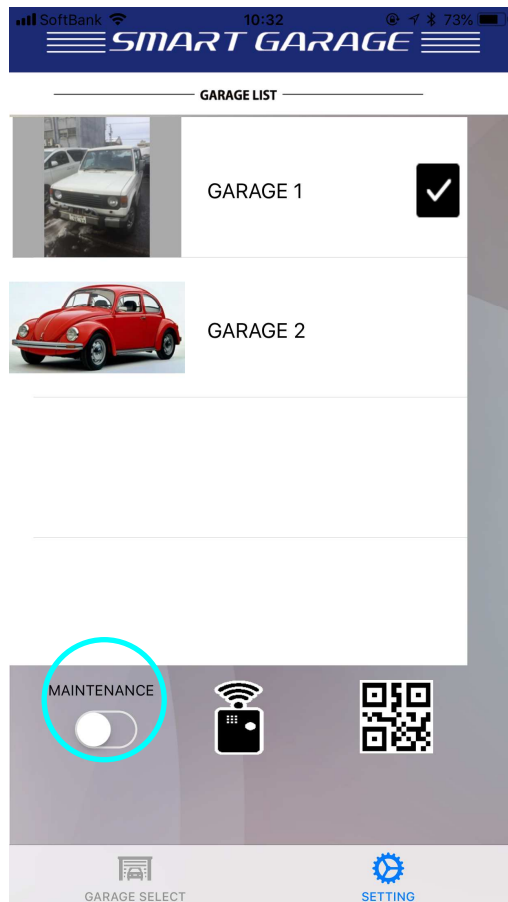 SoftBank 10:32 73%
SMART GARAGE
GARAGE LIST
GARAGE 1
GARAGE 2
MAINTENANCE
GARAGE SELECT SETTING